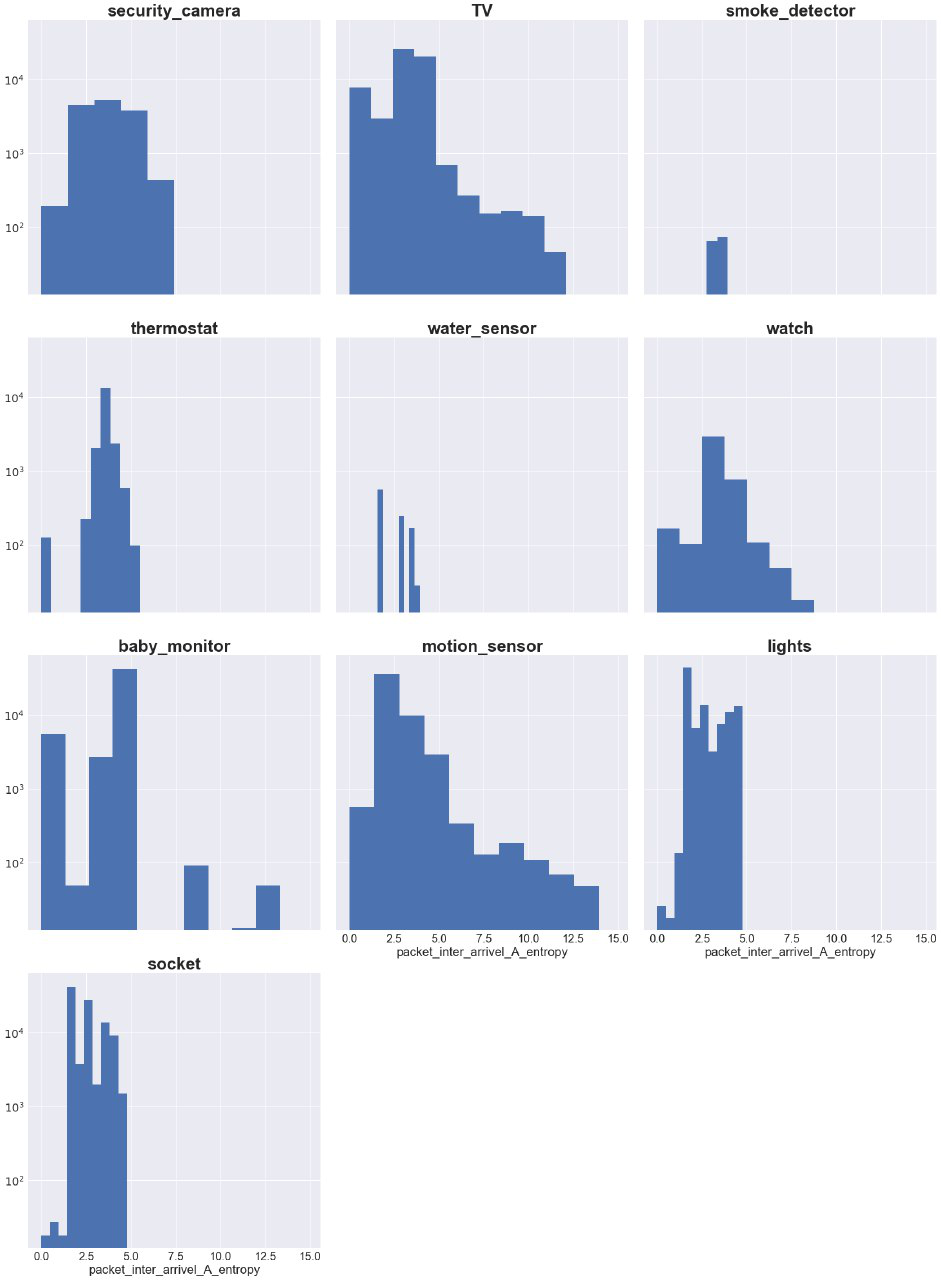 security_camera
TV
smoke_detector
10⁴
10³
10²
thermostat
water_sensor
watch
10⁴
10³
10²
baby_monitor
motion_sensor
lights
10⁴
10³
10²
0.0 2.5 5.0 7.5 10.0 12.5 15.0
packet_inter_arrivel_A_entropy
0.0 2.5 5.0 7.5 10.0 12.5 15.0
packet_inter_arrivel_A_entropy
socket
10⁴
10³
10²
0.0 2.5 5.0 7.5 10.0 12.5 15.0
packet_inter_arrivel_A_entropy